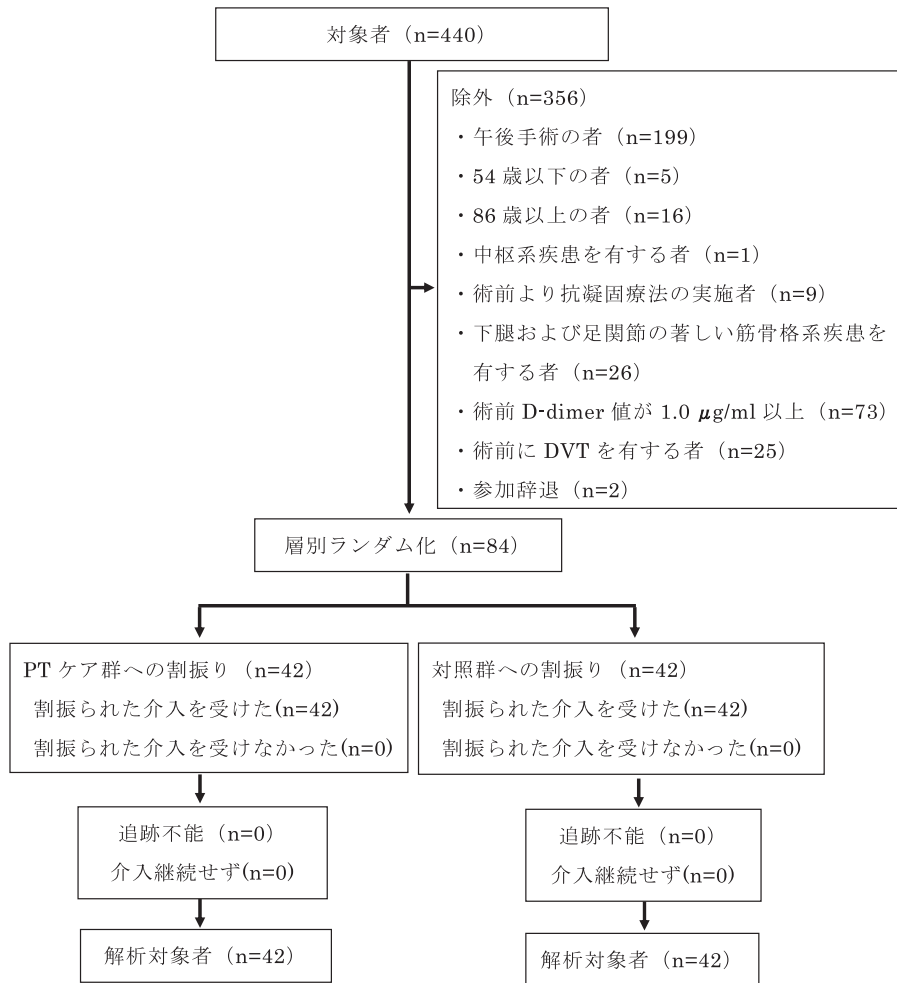 対象者（n=440）
除外（n=356）
・午後手術の者（n=199）
・54 歳以下の者（n=5）
・86 歳以上の者（n=16）
・中枢系疾患を有する者（n=1）
・術前より抗凝固療法の実施者（n=9）
・下腿および足関節の著しい筋骨格系疾患を
有する者（n=26）
・術前 D-dimer 値が 1.0 μg/ml 以上（n=73）
・術前に DVT を有する者（n=25）
・参加辞退（n=2）
層別ランダム化（n=84）
PT ケア群への割振り（n=42）
割振られた介入を受けた(n=42)
割振られた介入を受けなかった(n=0)
対照群への割振り（n=42）
割振られた介入を受けた(n=42)
割振られた介入を受けなかった(n=0)
追跡不能（n=0）
介入継続せず(n=0)
追跡不能（n=0）
介入継続せず(n=0)
解析対象者（n=42）
解析対象者（n=42）